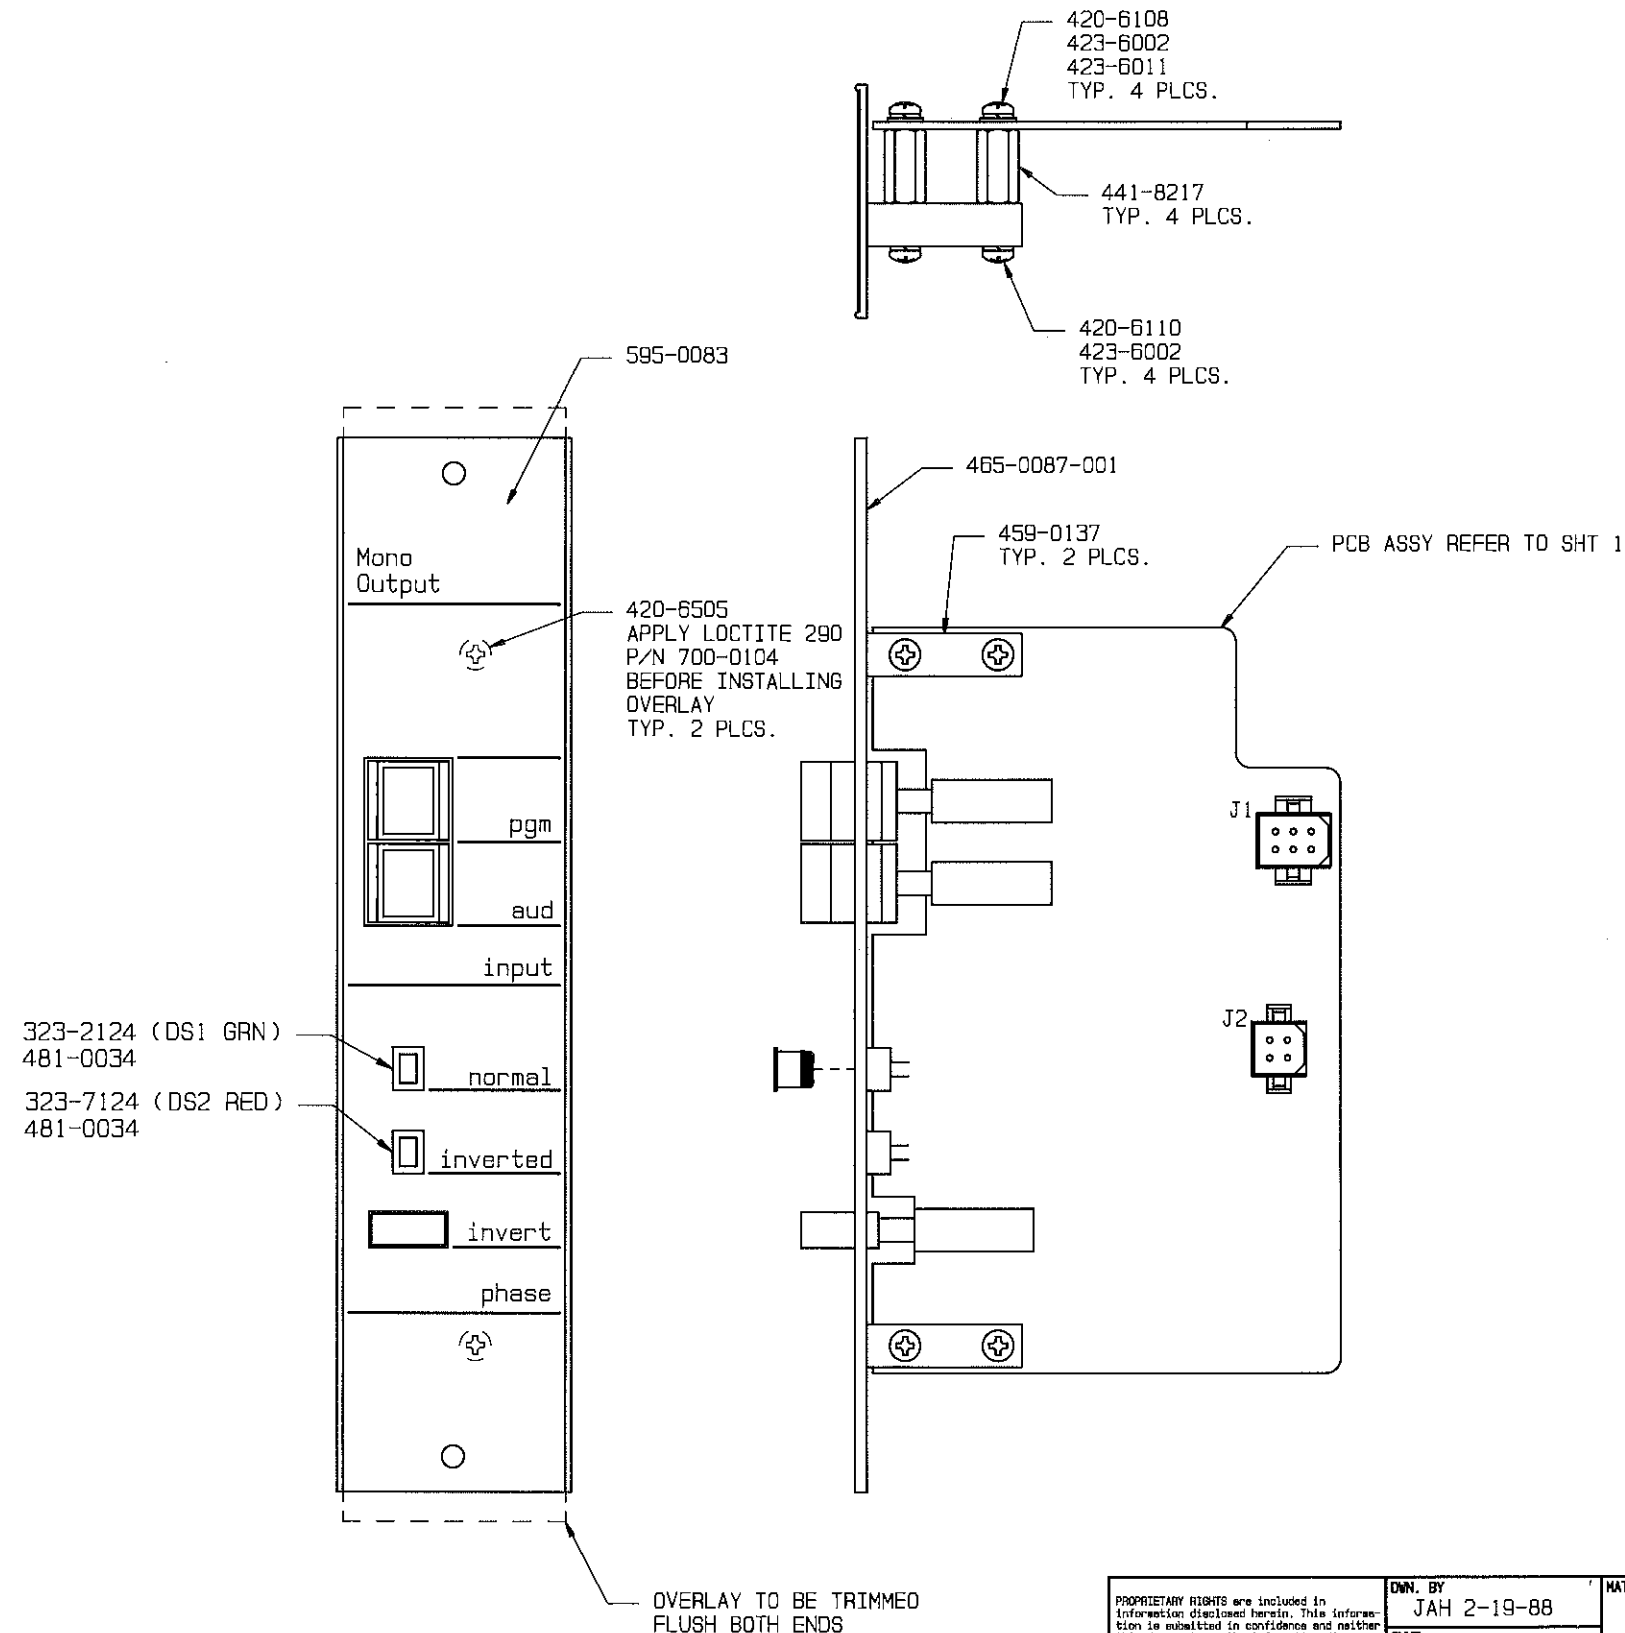 420-6108
423-6002
423-6011
TYP. 4 PLCS.
441-8217
TYP. 4 PLCS.
420-6110
423-6002
TYP. 4 PLCS.
595-0083
465-0087-001
459-0137
TYP. 2 PLCS.
PCB ASSY REFER TO SHT 1
Mono
Output
420-6505
APPLY LOCTITE 290
P/N 700-0104
BEFORE INSTALLING
OVERLAY
TYP. 2 PLCS.
pgm
aud
input
J1
J2
323-2124 (DS1 GRN)
481-0034
normal
323-7124 (DS2 RED)
481-0034
inverted
invert
phase
OVERLAY TO BE TRIMMED
FLUSH BOTH ENDS
PROPRIETARY RIGHTS are included in
information disclosed herein. This informa-
tion is submitted in confidence and neither
DWN. BY
JAH 2-19-88